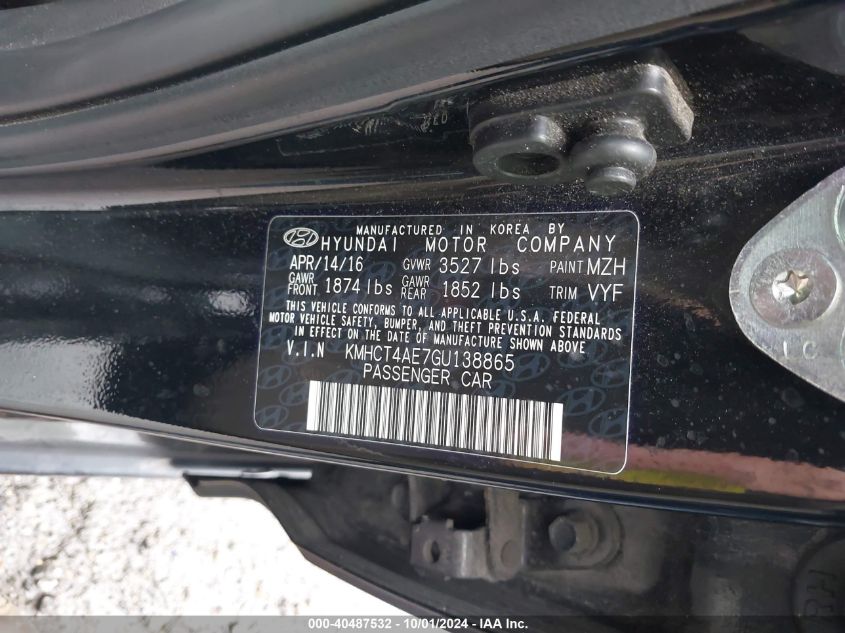 MANUFACTURED IN KOREA BY
HYUNDAI MOTOR COMPANY
APR/14/16 GVWR 3527 lbs PAINT MZH
GAWR FRONT 1874 lbs GAWR REAR 1852 lbs TRIM VYF
THIS VEHICLE CONFORMS TO ALL APPLICABLE U.S.A. FEDERAL
MOTOR VEHICLE SAFETY, BUMPER, AND THEFT PREVENTION STANDARDS
IN EFFECT ON THE DATE OF MANUFACTURE SHOWN ABOVE.
V.I.N KMHCT4AE7GU138865
PASSENGER CAR
IC
000-40487532 - 10/01/2024 - IAA Inc.